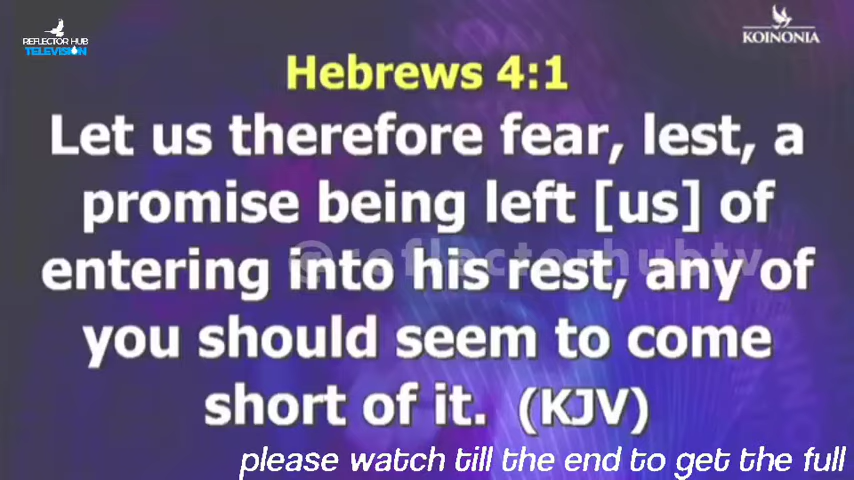 REFLECTOR HUB
TELEVISION
KOINONIA
Hebrews 4:1
Let us therefore fear, lest, a
promise being left [us] of
entering into his rest, any of
you should seem to come
short of it. (KJV)
@reflectorhubtv
please watch till the end to get the full